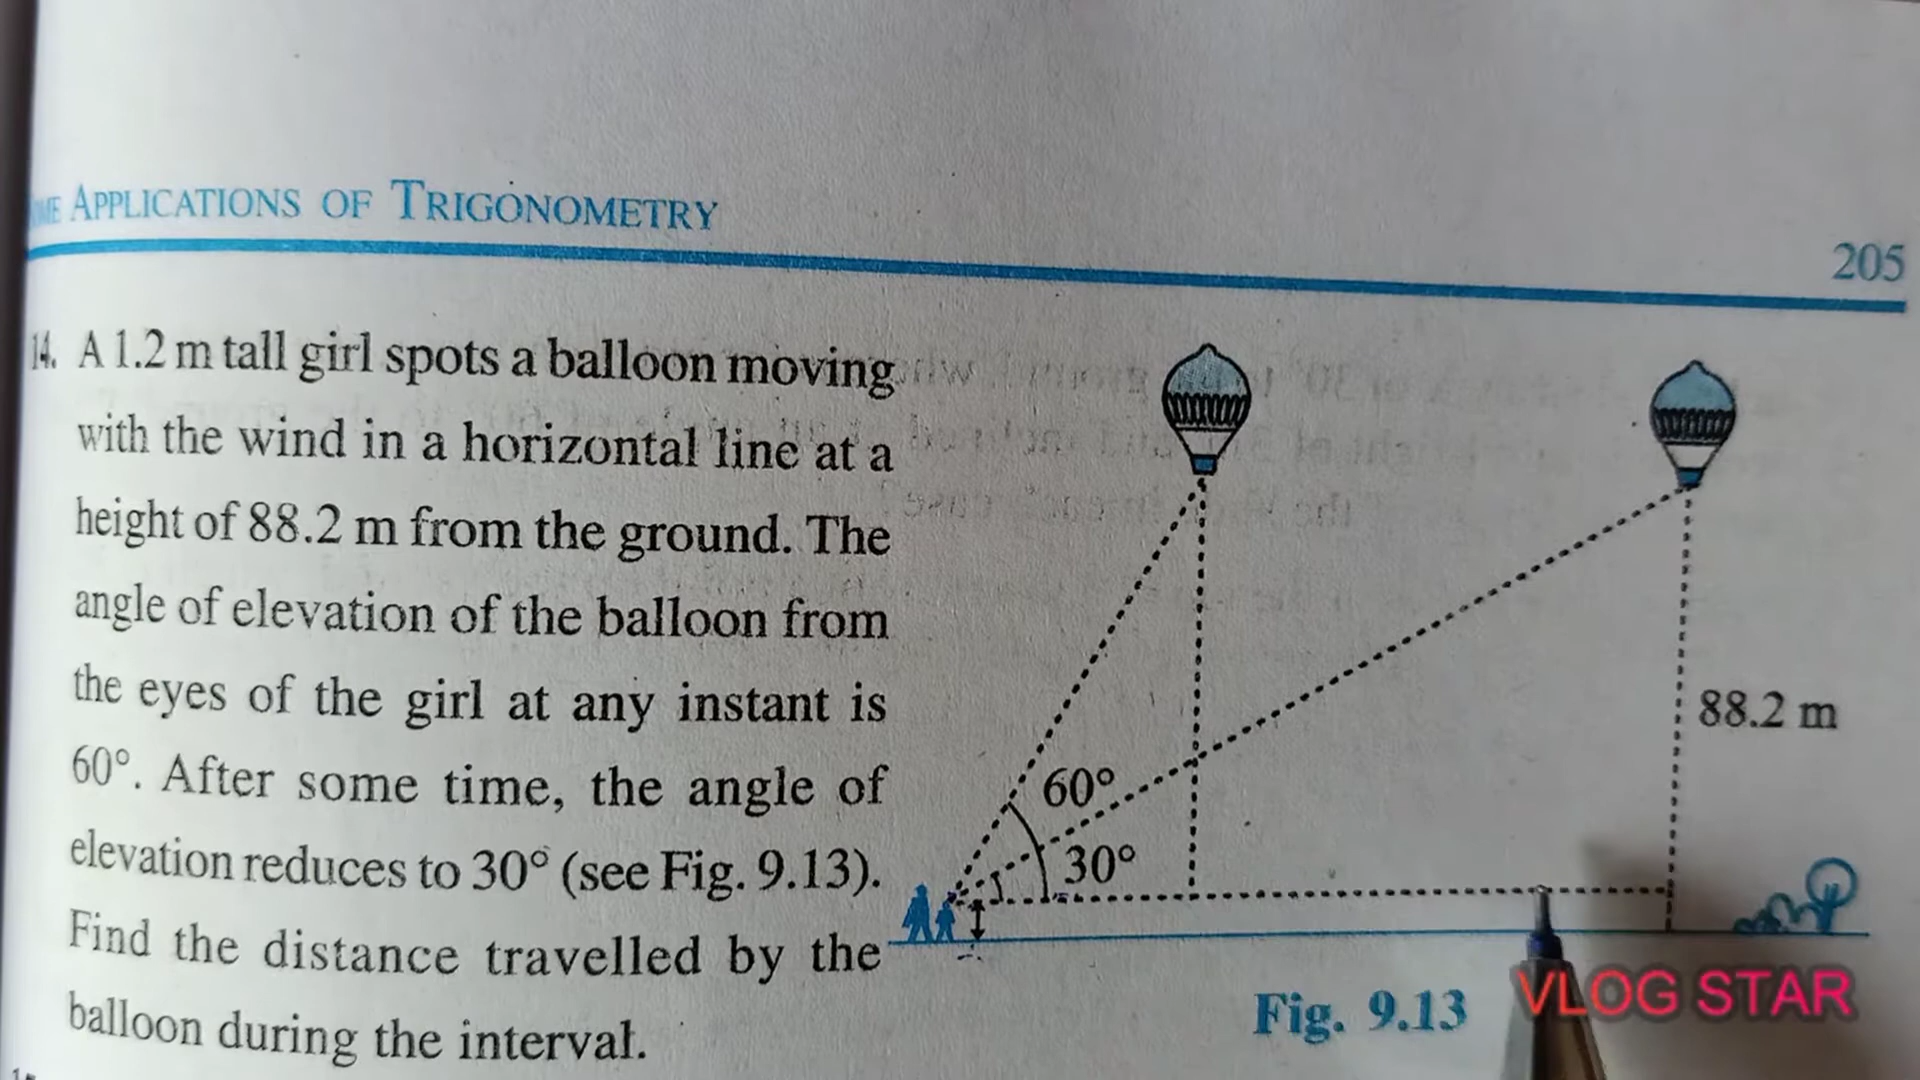 ME APPLICATIONS OF TRIGONOMETRY
205
14. A 1.2 m tall girl spots a balloon moving
with the wind in a horizontal line at a
height of 88.2 m from the ground. The
angle of elevation of the balloon from
the eyes of the girl at any instant is
60°. After some time, the angle of
elevation reduces to 30° (see Fig. 9.13).
Find the distance travelled by the
balloon during the interval.
88.2 m
60°
30°
Fig. 9.13
VLOG STAR